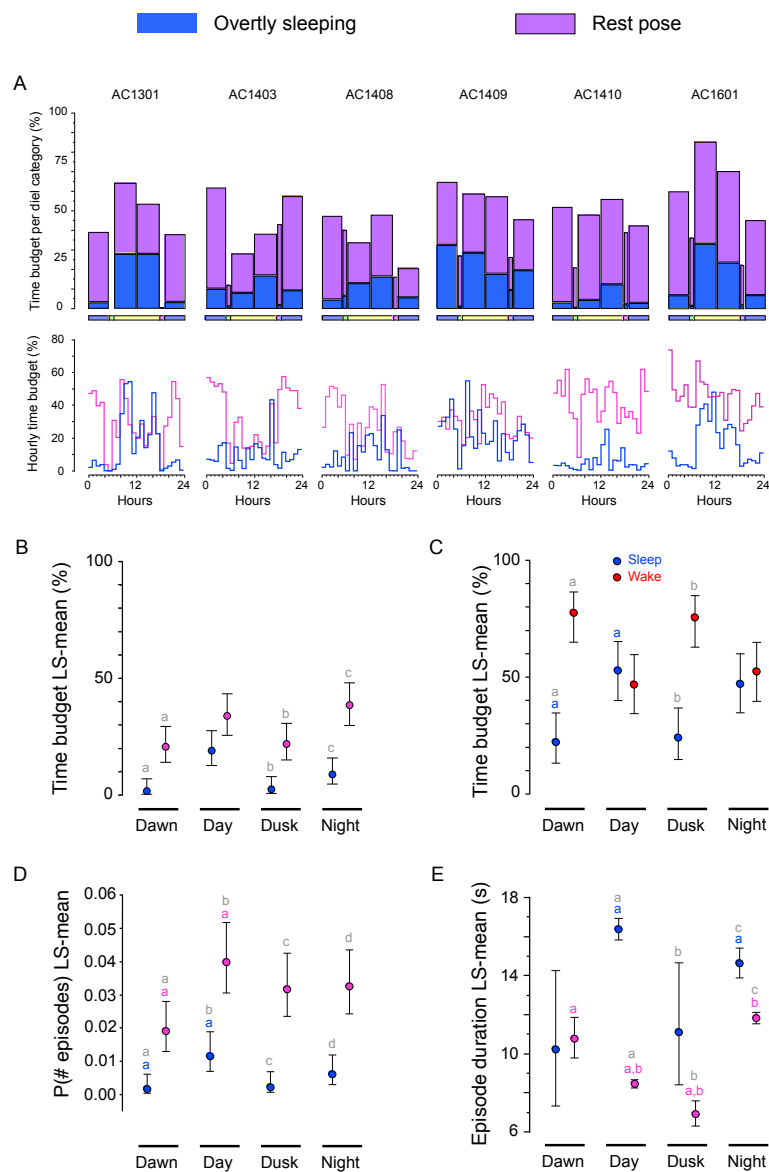 Overtly sleeping Rest pose
A
AC1301 AC1403 AC1408 AC1409 AC1410 AC1601
Time budget per diel category (%)
100
75
50
25
0
Hourly time budget (%)
80
60
40
20
0
0 12 24 0 12 24 0 12 24 0 12 24 0 12 24 0 12 24
Hours Hours Hours Hours Hours Hours
B
Time budget LS-mean (%)
100
50
0
a a b b c c
Dawn Day Dusk Night
C
Sleep
Wake
Time budget LS-mean (%)
100
50
0
a
a
a
a
b
b
Dawn Day Dusk Night
D
P(# episodes) LS-mean
0.06
0.05
0.04
0.03
0.02
0.01
0.00
a
a
a
a
b
a
b
a
c
c
d
d
Dawn Day Dusk Night
E
Episode duration LS-mean (s)
18
14
10
6
a
a
a
a
a,b
b
b
a,b
c
a
c
b
Dawn Day Dusk Night